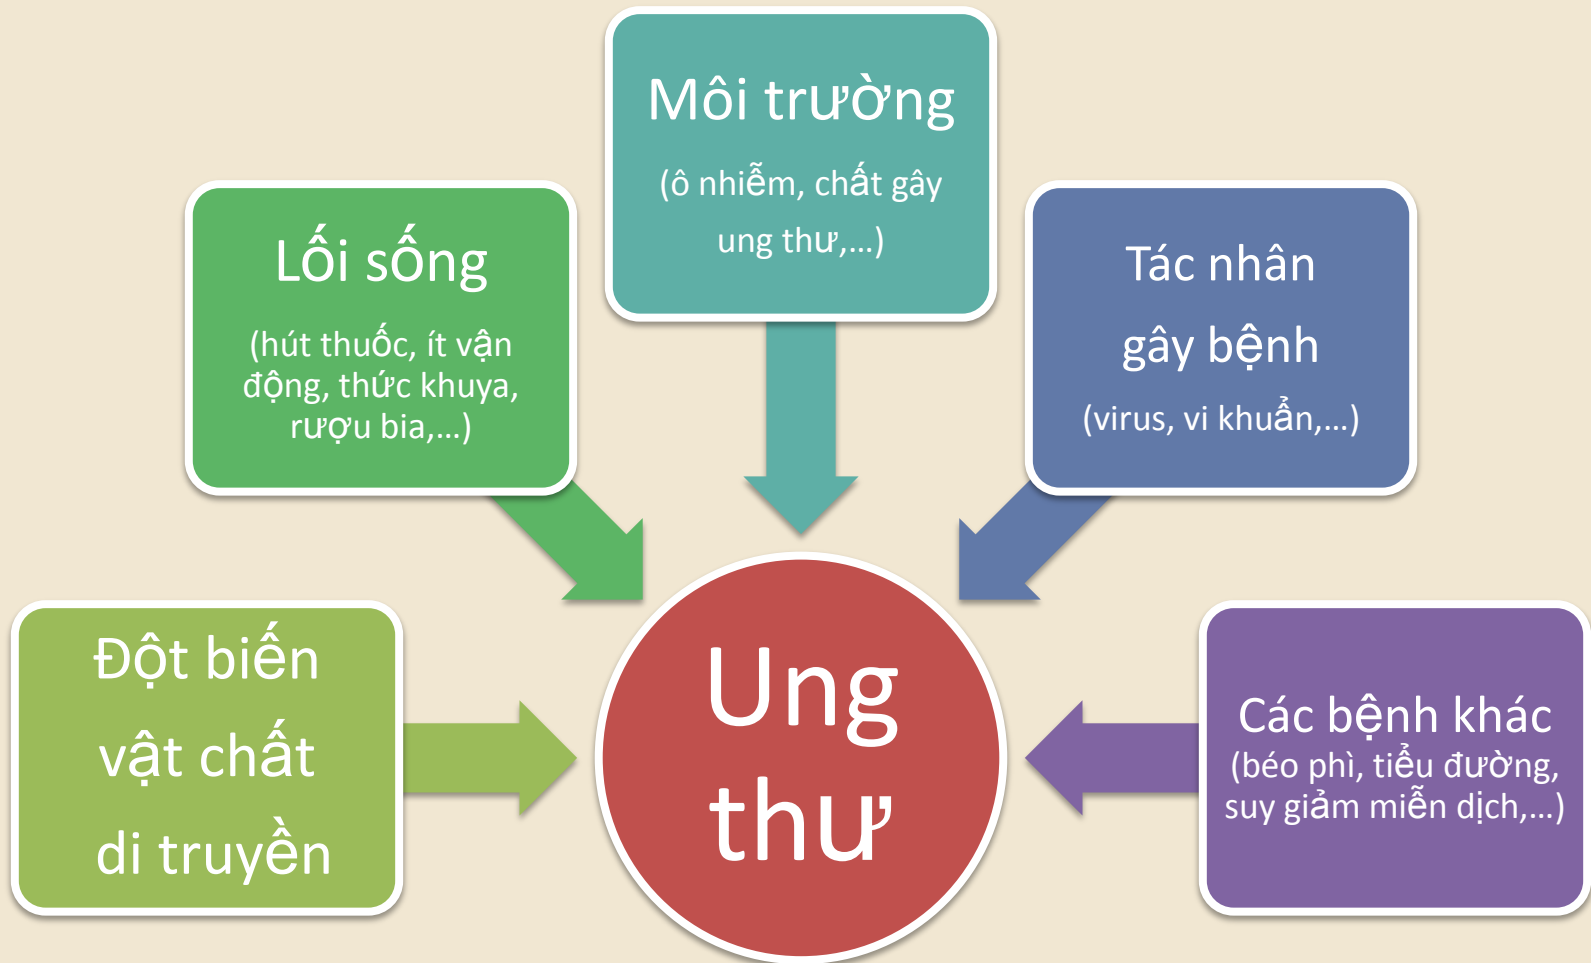 Môi trường
(ô nhiễm, chất gây
ung thư,...)
Lối sống
(hút thuốc, ít vận
động, thức khuya,
rượu bia,...)
Tác nhân
gây bệnh
(virus, vi khuẩn,...)
Đột biến
vật chất
di truyền
Ung
thư
Các bệnh khác
(béo phì, tiểu đường,
suy giảm miễn dịch,...)